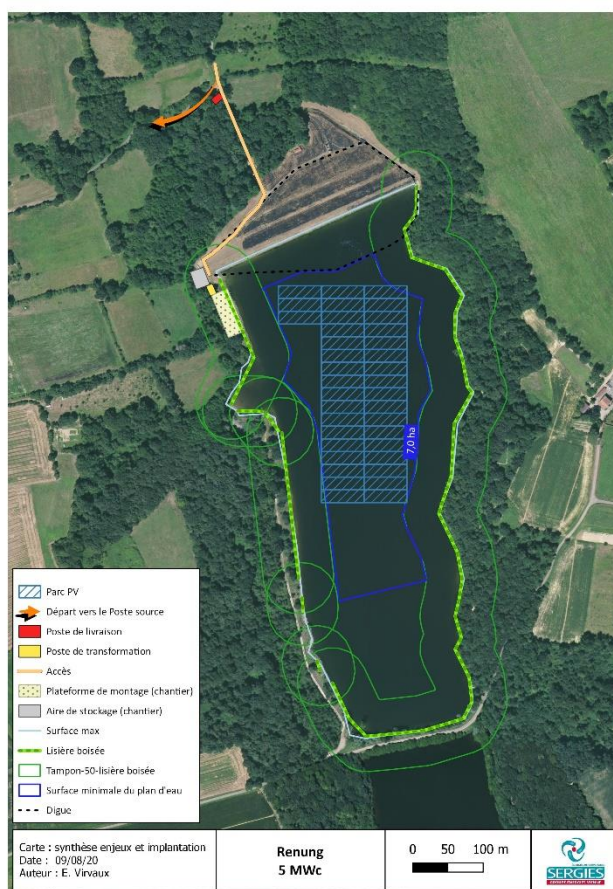 7,0 ha
Parc PV
Départ vers le Poste source
Poste de livraison
Poste de transformation
Accès
Plateforme de montage (chantier)
Aire de stockage (chantier)
Surface max
Lisière boisée
Tampon-50-lisière boisée
Surface minimale du plan d'eau
Digue
Carte : synthèse enjeux et implantation
Date : 09/08/20
Auteur : E. Virvaux
Renung
5 MWc
0 50 100 m
SERGIES